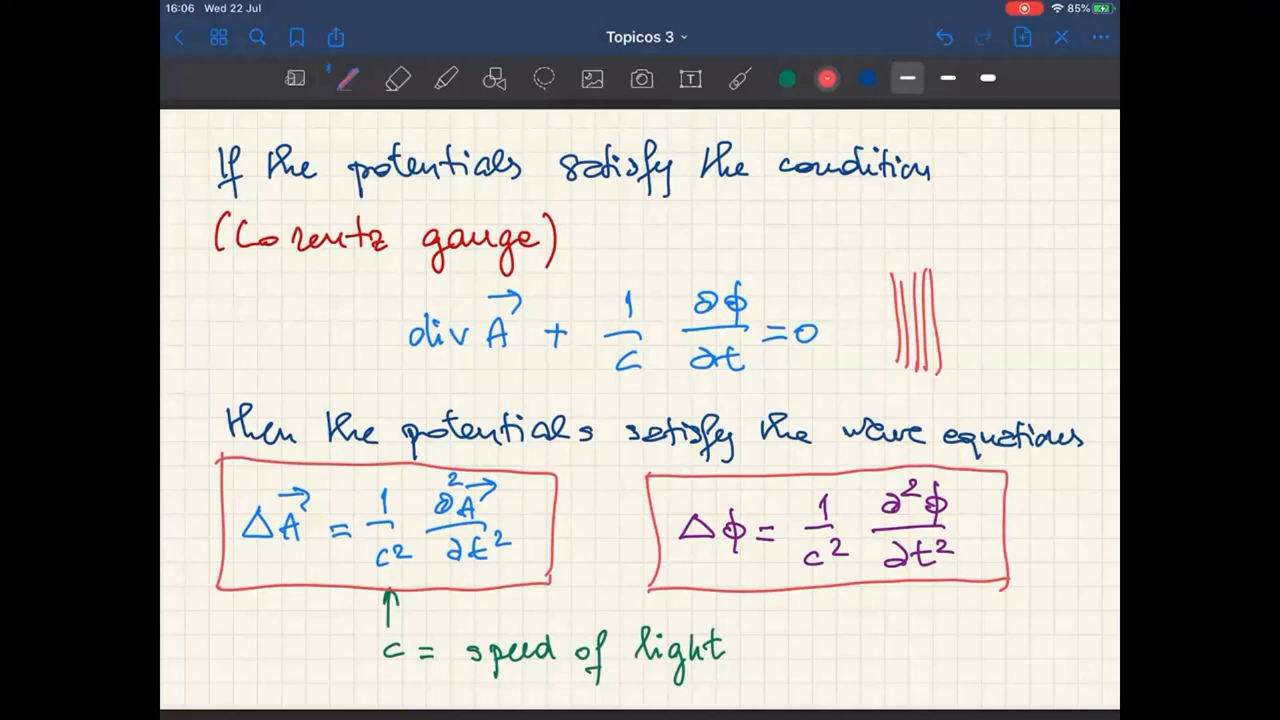 16:06 Wed 22 Jul 85%
Topicos 3
T
If the potentials satisfy the condition
(Lorentz gauge)
div A⃗ + 1/c ∂ϕ/∂t = 0
then the potentials satisfy the wave equations
ΔA⃗ = 1/c² ∂²A⃗/∂t² Δϕ = 1/c² ∂²ϕ/∂t²
↑
c = speed of light